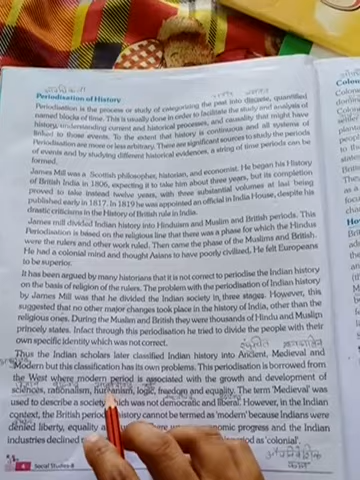 Periodisation of History
Periodisation is the process or study of categorizing the past into discrete, quantified
named blocks of time. This is usually done in order to facilitate the study and analysis of
history, understanding current and historical processes, and causality that might have
linked to those events. To the extent that history is continuous and all systems of
Periodisation are more or less arbitrary. There are significant sources to study the periods
of events and by studying different historical evidences, a string of time periods can be
formed.
James Mill was a Scottish philosopher, historian, and economist. He began his History
of British India in 1806, expecting it to take him about three years, but its completion
proved to take instead twelve years, with three substantial volumes at last being
published early in 1817. In 1819 he was appointed an official in India House, despite his
drastic criticisms to the History of British rule in India.
James mill divided Indian history into Hinduism and Muslim and British periods. This
Periodisation is based on the religious line that there was a phase for which the Hindus
were the rulers and other work ruled. Then came the phase of the Muslims and British.
He had a colonial mind and thought Asians to have poorly civilised. He felt Europeans
to be superior.
It has been argued by many historians that it is not correct to periodise the Indian history
on the basis of religion of the rulers. The problem with the periodisation of Indian history
by James Mill was that he divided the Indian society in three stages. However, this
suggested that no other major changes took place in the history of India, other than the
religious ones. During the Muslim and British they were thousands of Hindu and Muslim
princely states. Infact through this periodisation he tried to divide the people with their
own specific identity which was not correct.
Thus the Indian scholars later classified Indian history into Ancient, Medieval and
Modern but this classification has its own problems. This periodisation is borrowed from
the West where modern period is associated with the growth and development of
sciences, rationalism, humanism, logic, freedom and equality. The term 'Medieval' was
used to describe a society which was not democratic and liberal. However, in the Indian
context, the British period history cannot be termed as 'modern' because Indians were
denied liberty, equality economic progress and the Indian
industries declined as 'colonial'.
4 Social Studies-8